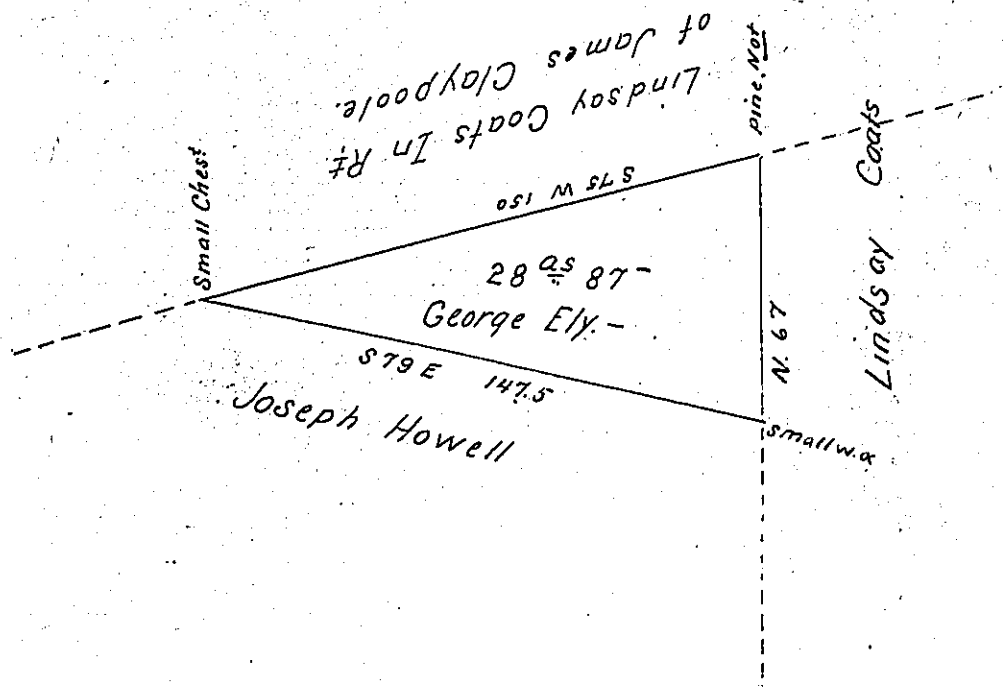 Lindsay Coats In Rt
of James Claypoole.
pine. Not
Small Chest
S 75 W 150
28 as 87 -
George Ely. -
S 79 E 147.5
N. 67
Lindsay Coats
Joseph Howell
small w.o.